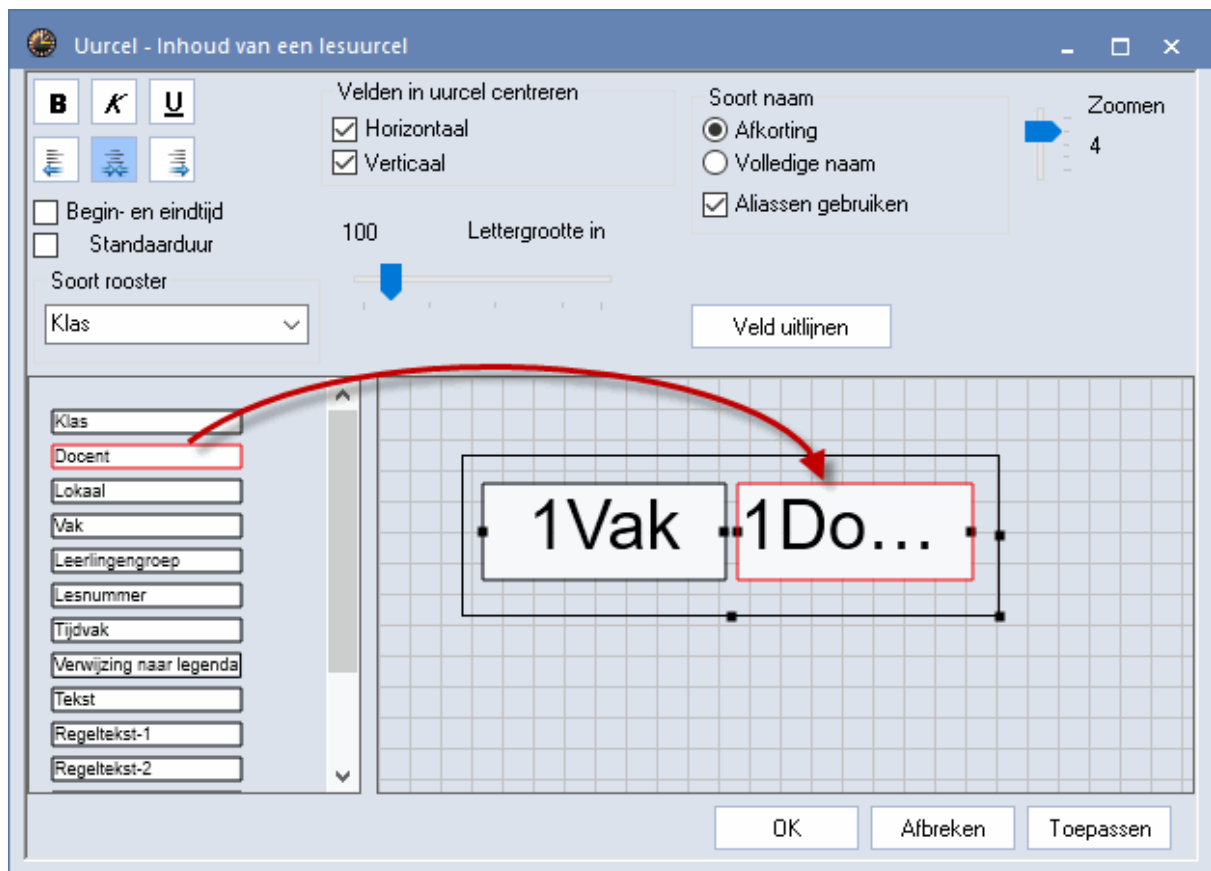 Uurcel - Inhoud van een lesuurcel
B K U
Velden in uurcel centreren
Horizontaal
Verticaal
Soort naam
Afkorting
Volledige naam
Aliassen gebruiken
Zoomen
4
Begin- en eindtijd
Standaarduur
100 Lettergrootte in
Soort rooster
Klas
Veld uitlijnen
Klas
Docent
Lokaal
Vak
Leerlingengroep
Lesnummer
Tijdvak
Verwijzing naar legenda
Tekst
Regeltekst-1
Regeltekst-2
1Vak 1Do...
OK Afbreken Toepassen